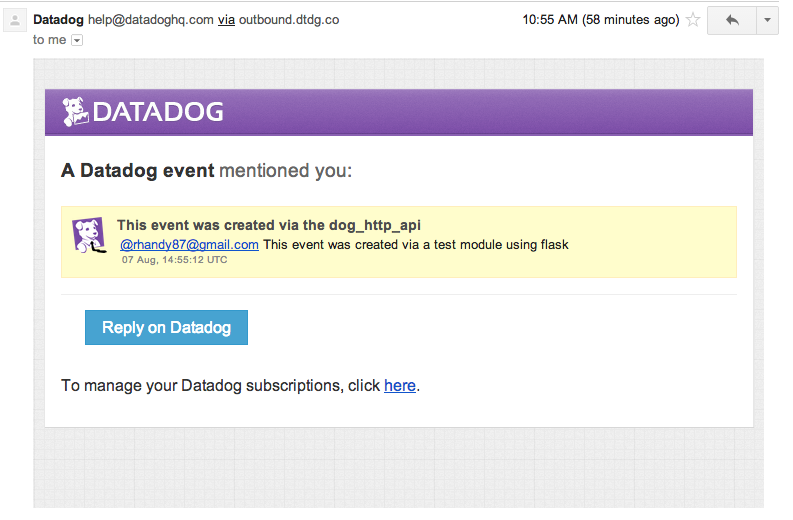 Datadog help@datadoghq.com via outbound.dtdg.co 10:55 AM (58 minutes ago)
to me
DATADOG
A Datadog event mentioned you:
This event was created via the dog_http_api
@rhandy87@gmail.com This event was created via a test module using flask
07 Aug, 14:55:12 UTC
Reply on Datadog
To manage your Datadog subscriptions, click here.